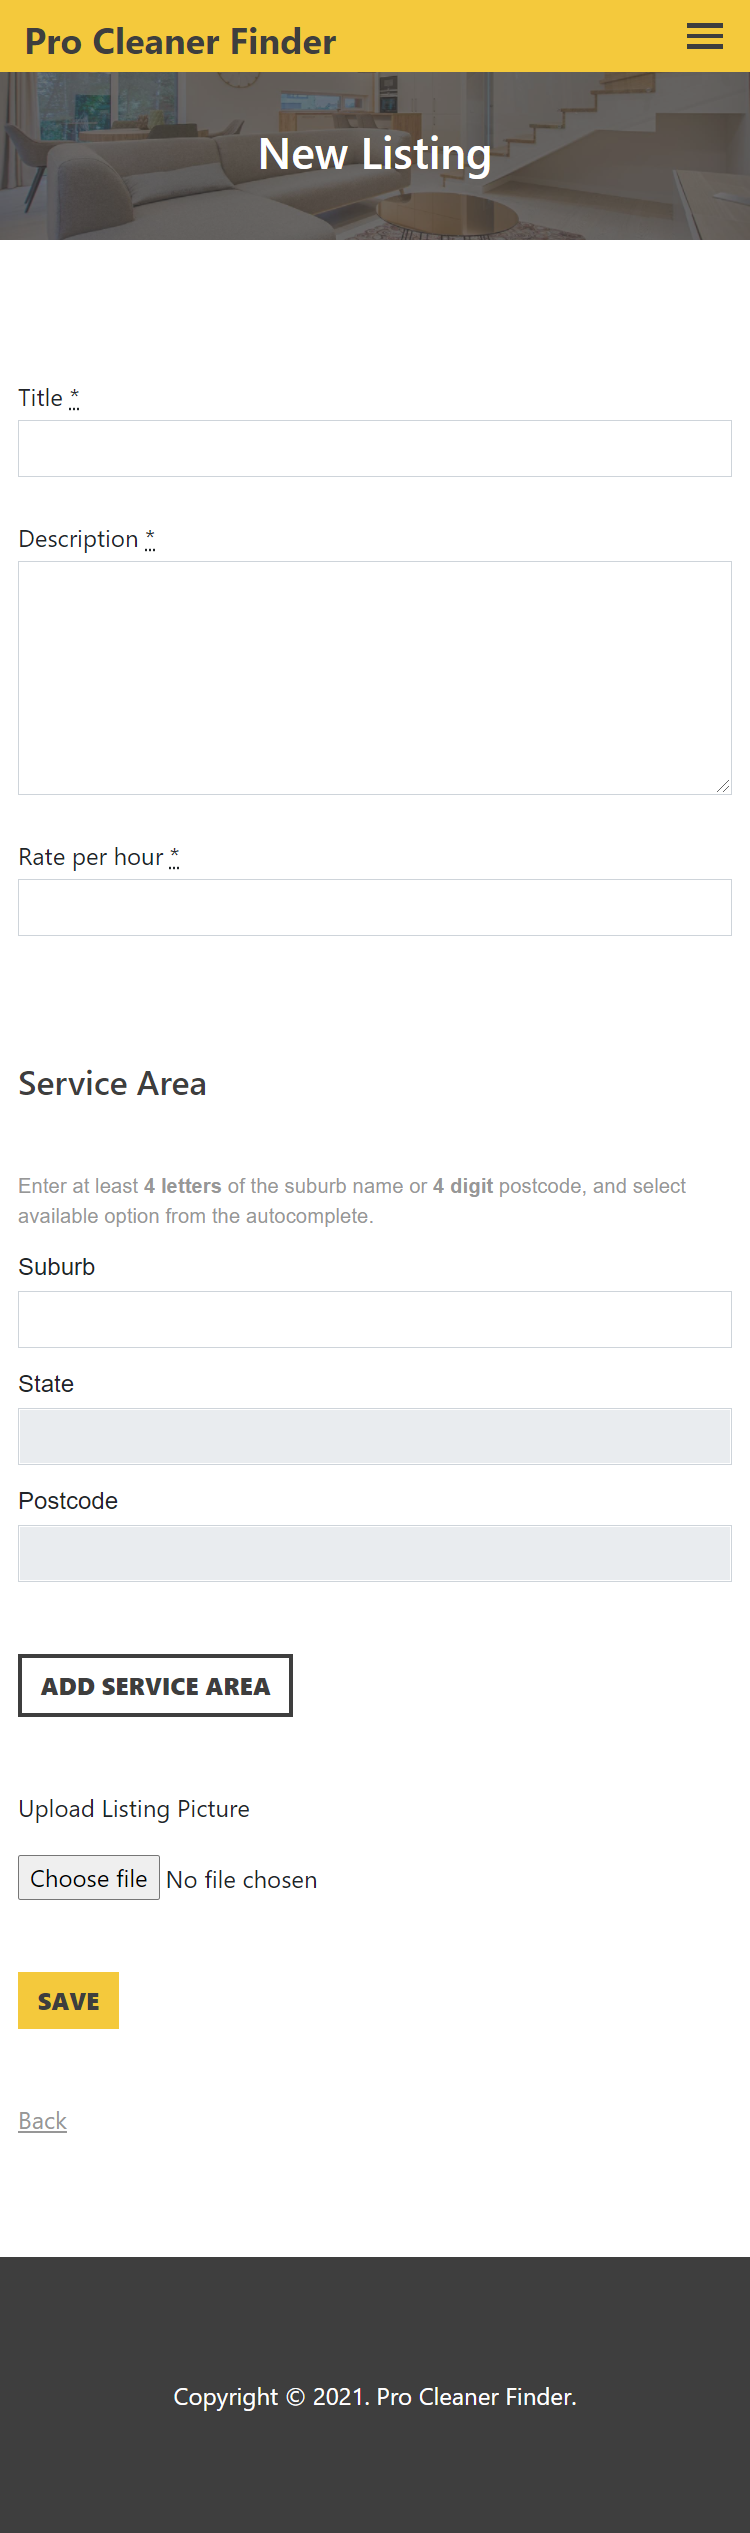 Pro Cleaner Finder
New Listing
Title *
Description *
Rate per hour *
Service Area
Enter at least 4 letters of the suburb name or 4 digit postcode, and select
available option from the autocomplete.
Suburb
State
Postcode
ADD SERVICE AREA
Upload Listing Picture
Choose file No file chosen
SAVE
Back
Copyright © 2021. Pro Cleaner Finder.